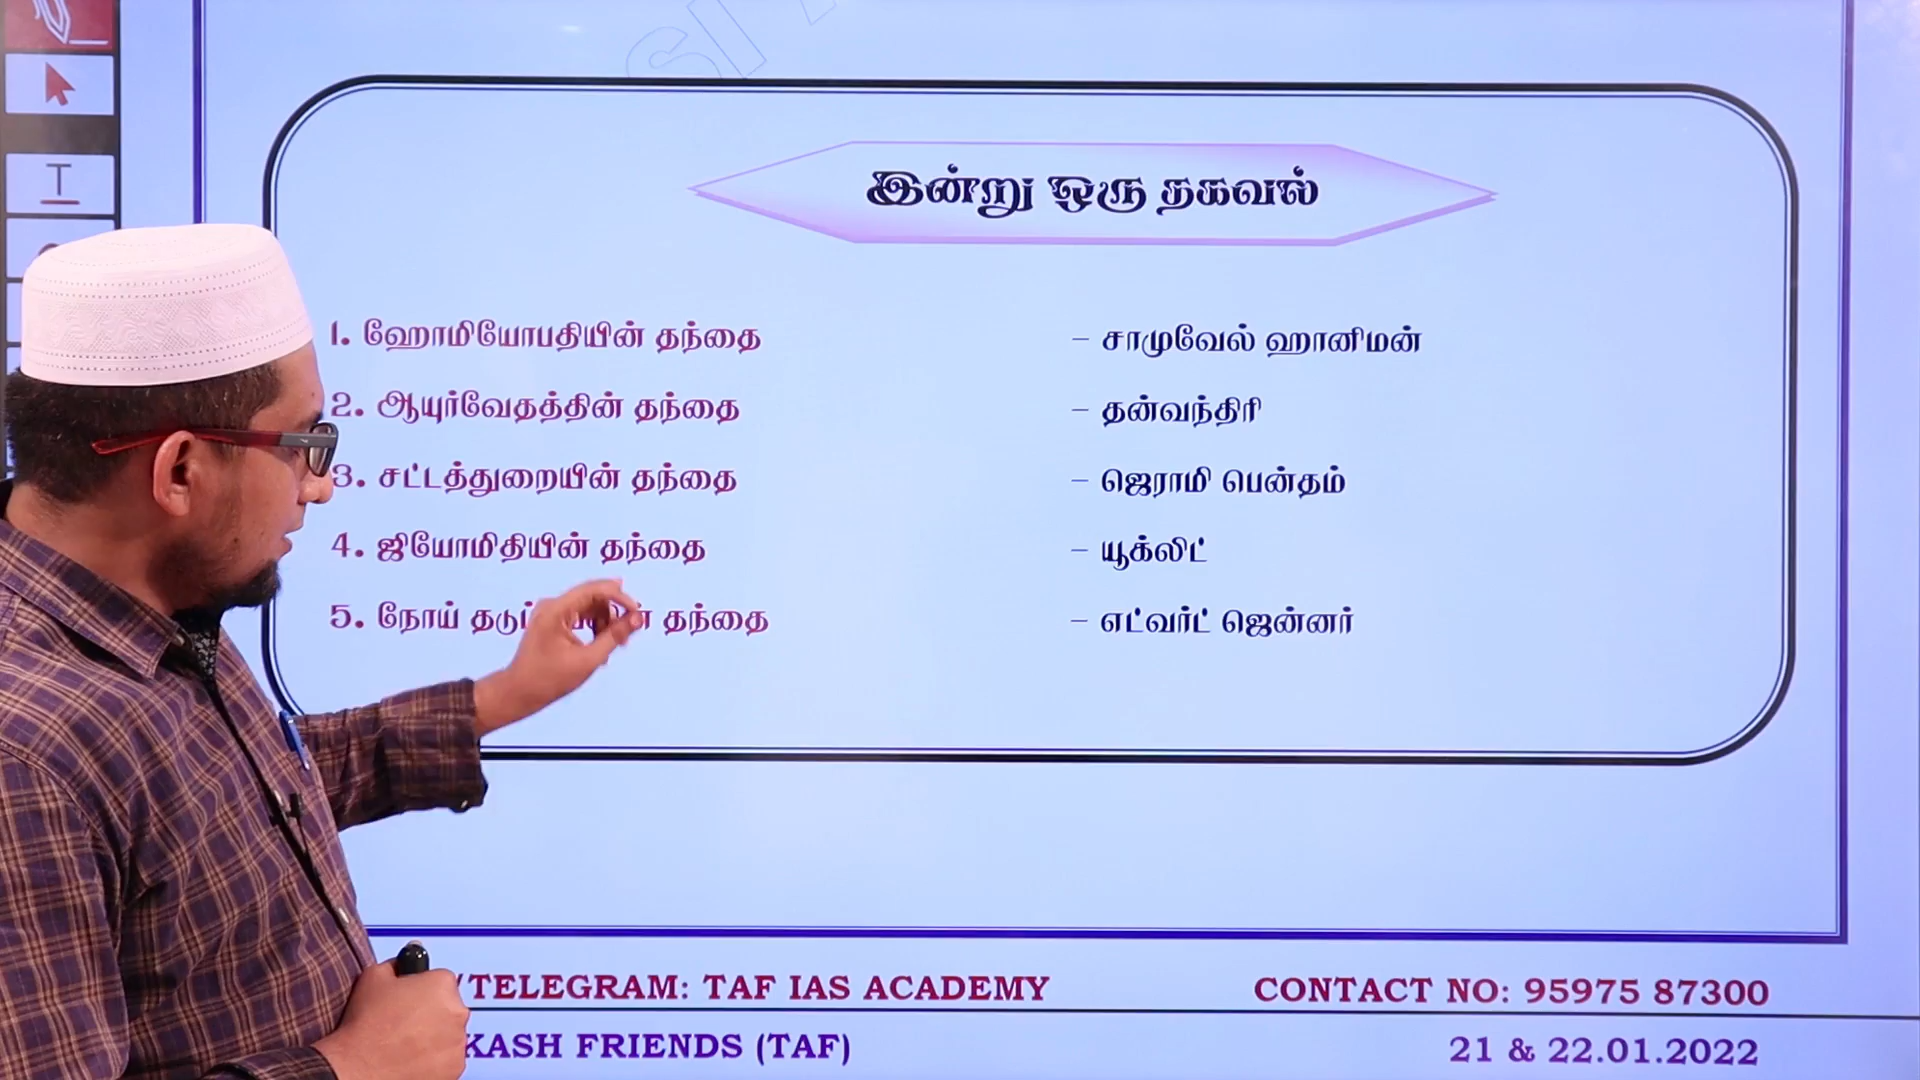 இன்று ஒரு தகவல்
1. ஹோமியோபதியின் தந்தை – சாமுவேல் ஹானிமன்
2. ஆயுர்வேதத்தின் தந்தை – தன்வந்திரி
3. சட்டத்துறையின் தந்தை – ஜெராமி பென்தம்
4. ஜியோமிதியின் தந்தை – யூக்லிட்
5. நோய் தந்தை – எட்வர்ட் ஜென்னர்
/TELEGRAM: TAF IAS ACADEMY CONTACT NO: 95975 87300
FRIENDS (TAF) 21 & 22.01.2022